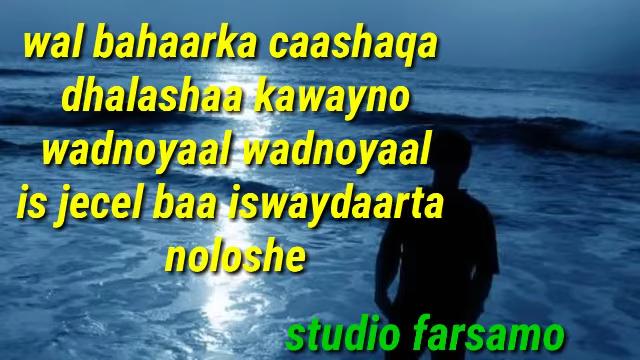 wal bahaarka caashaqa
dhalashaa kawayno
wadnoyaal wadnoyaal
is jecel baa iswaydaarta
noloshe
studio farsamo